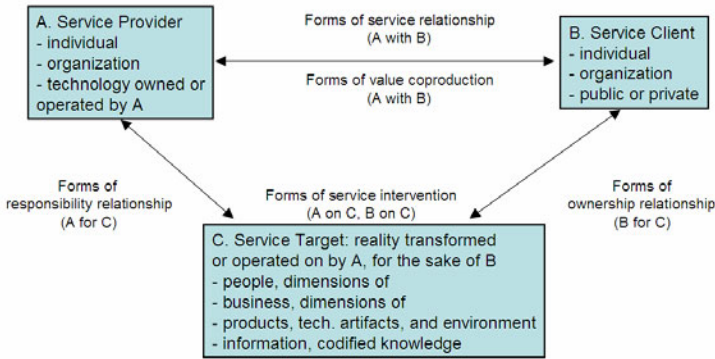 A. Service Provider
- individual
- organization
- technology owned or
operated by A
Forms of service relationship
(A with B)
Forms of value coproduction
(A with B)
B. Service Client
- individual
- organization
- public or private
Forms of
responsibility relationship
(A for C)
Forms of service intervention
(A on C, B on C)
Forms of
ownership relationship
(B for C)
C. Service Target: reality transformed
or operated on by A, for the sake of B
- people, dimensions of
- business, dimensions of
- products, tech. artifacts, and environment
- information, codified knowledge